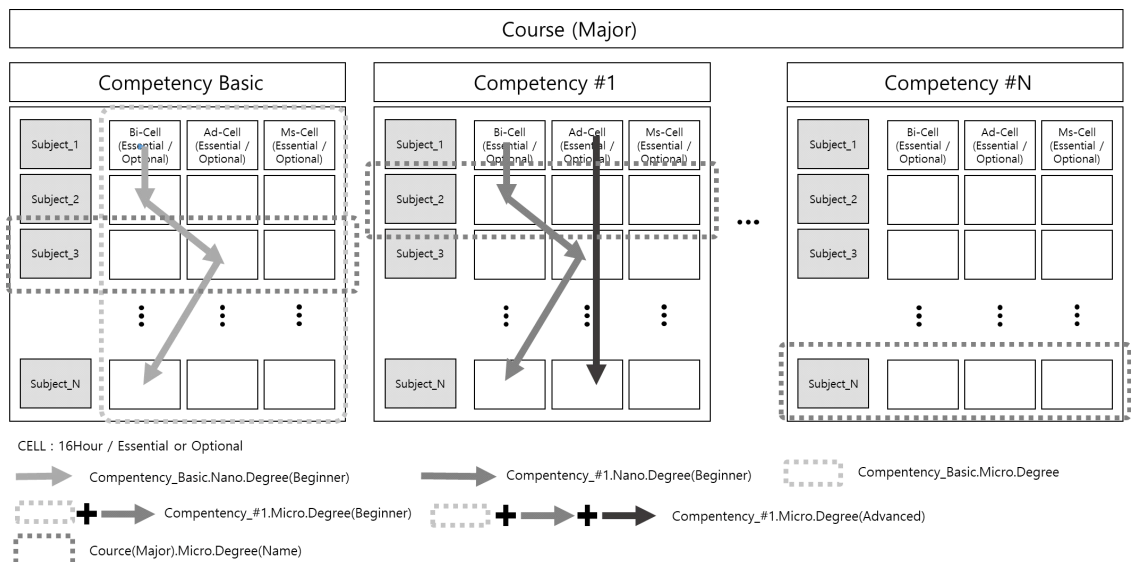 Course (Major)
Competency Basic
Competency #1
Competency #N
Subject_1
Bi-Cell
(Essential /
Optional)
Ad-Cell
(Essential /
Optional)
Ms-Cell
(Essential /
Optional)
Subject_2
Subject_3
Subject_N
Subject_1
Bi-Cell
(Essential /
Optional)
Ad-Cell
(Essential /
Optional)
Ms-Cell
(Essential /
Optional)
Subject_2
Subject_3
Subject_N
...
Subject_1
Bi-Cell
(Essential /
Optional)
Ad-Cell
(Essential /
Optional)
Ms-Cell
(Essential /
Optional)
Subject_2
Subject_3
Subject_N
CELL : 16Hour / Essential or Optional
Compentency_Basic.Nano.Degree(Beginner)
Compentency_#1.Nano.Degree(Beginner)
Compentency_Basic.Micro.Degree
Compentency_#1.Micro.Degree(Beginner)
Compentency_#1.Micro.Degree(Advanced)
Cource(Major).Micro.Degree(Name)